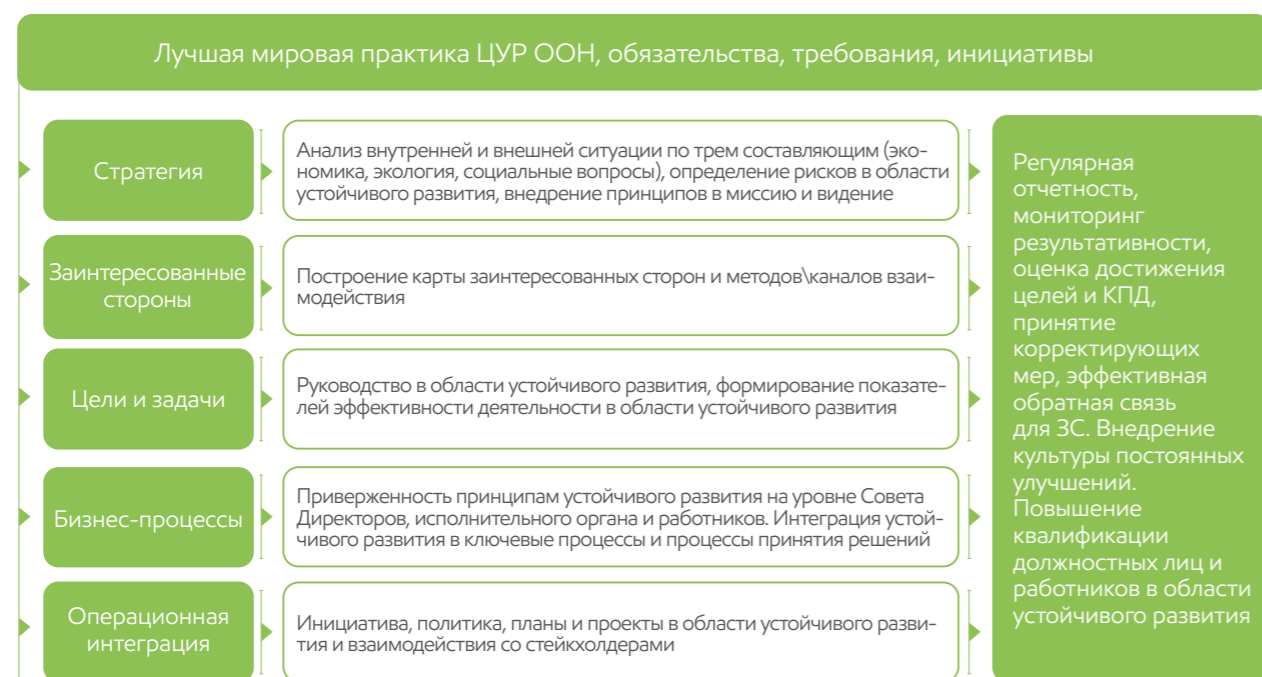 Лучшая мировая практика ЦУР ООН, обязательства, требования, инициативы
Стратегия
Анализ внутренней и внешней ситуации по трем составляющим (эко-
номика, экология, социальные вопросы), определение рисков в области
устойчивого развития, внедрение принципов в миссию и видение
Заинтересованные
стороны
Построение карты заинтересованных сторон и методов\каналов взаи-
модействия
Цели и задачи
Руководство в области устойчивого развития, формирование показате-
лей эффективности деятельности в области устойчивого развития
Бизнес-процессы
Приверженность принципам устойчивого развития на уровне Совета
Директоров, исполнительного органа и работников. Интеграция устой-
чивого развития в ключевые процессы и процессы принятия решений
Операционная
интеграция
Инициатива, политика, планы и проекты в области устойчивого разви-
тия и взаимодействия со стейкхолдерами
Регулярная
отчетность,
мониторинг
результативности,
оценка достижения
целей и КПД,
принятие
корректирующих
мер, эффективная
обратная связь
для ЗС. Внедрение
культуры постоянных
улучшений.
Повышение
квалификации
должностных лиц и
работников в области
устойчивого развития